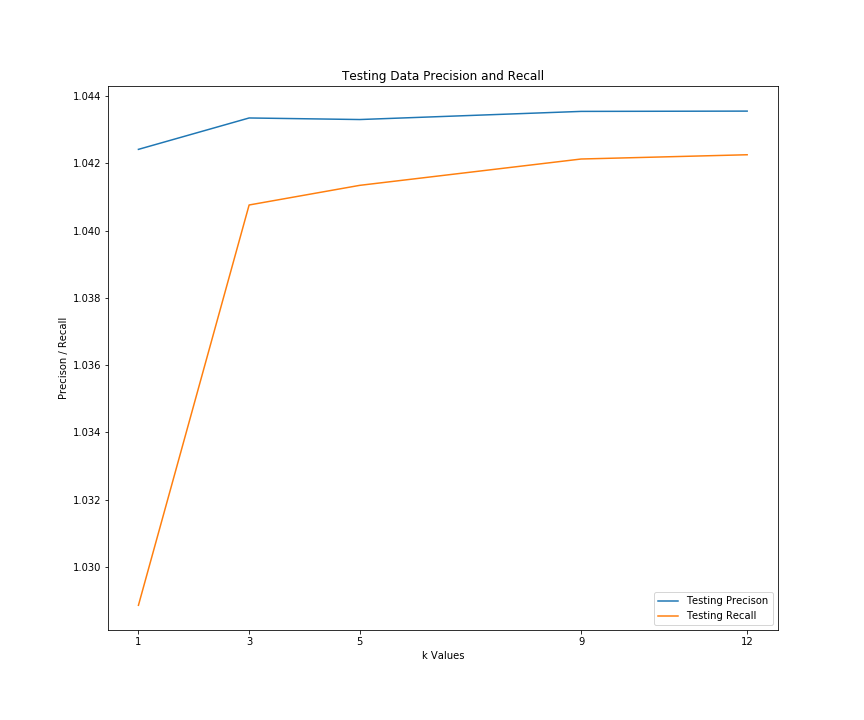 Testing Data Precision and Recall
1.044
1.042
1.040
1.038
1.036
1.034
1.032
1.030
Precison / Recall
1
3
5
9
12
k Values
Testing Precison
Testing Recall